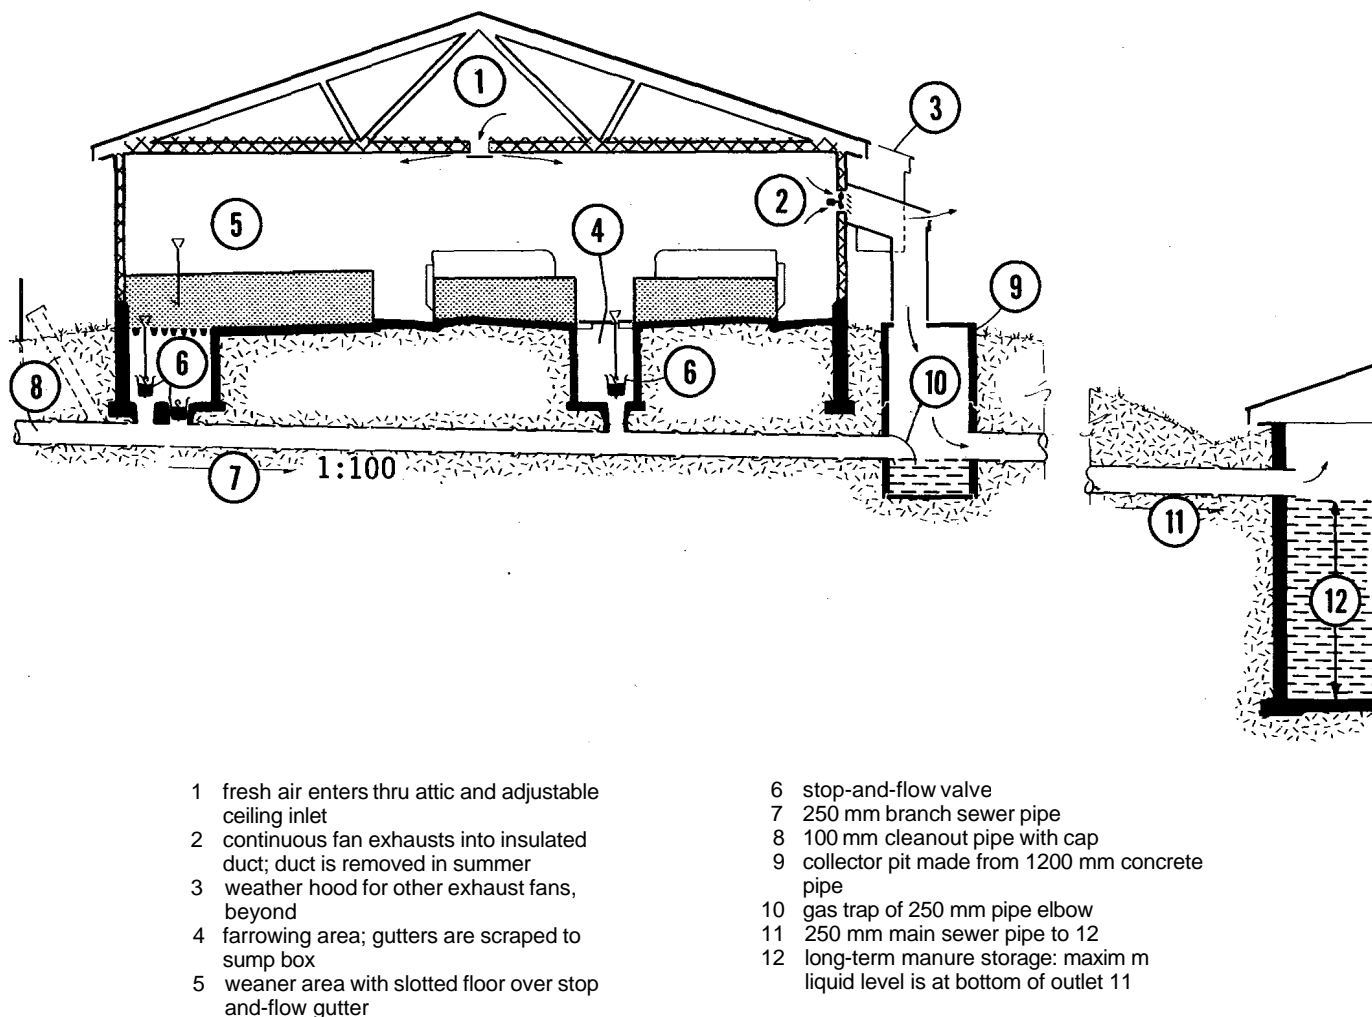 1
3
2
5
4
9
6
8
6
10
7
1:100
11
12
1 fresh air enters thru attic and adjustable
ceiling inlet
2 continuous fan exhausts into insulated
duct; duct is removed in summer
3 weather hood for other exhaust fans,
beyond
4 farrowing area; gutters are scraped to
sump box
5 weaner area with slotted floor over stop
and-flow gutter
6 stop-and-flow valve
7 250 mm branch sewer pipe
8 100 mm cleanout pipe with cap
9 collector pit made from 1200 mm concrete
pipe
10 gas trap of 250 mm pipe elbow
11 250 mm main sewer pipe to 12
12 long-term manure storage: maxim m
liquid level is at bottom of outlet 11